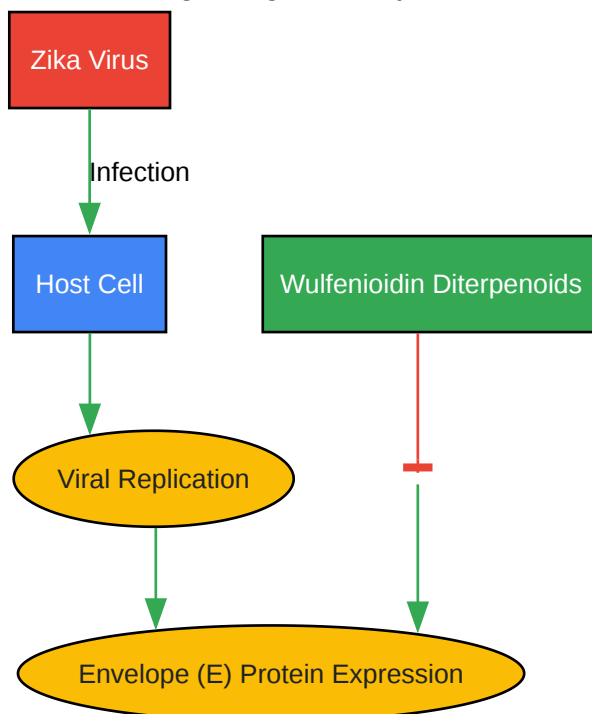 Zika Virus
Infection
Host Cell
Wulfenioidin Diterpenoids
Viral Replication
Envelope (E) Protein Expression